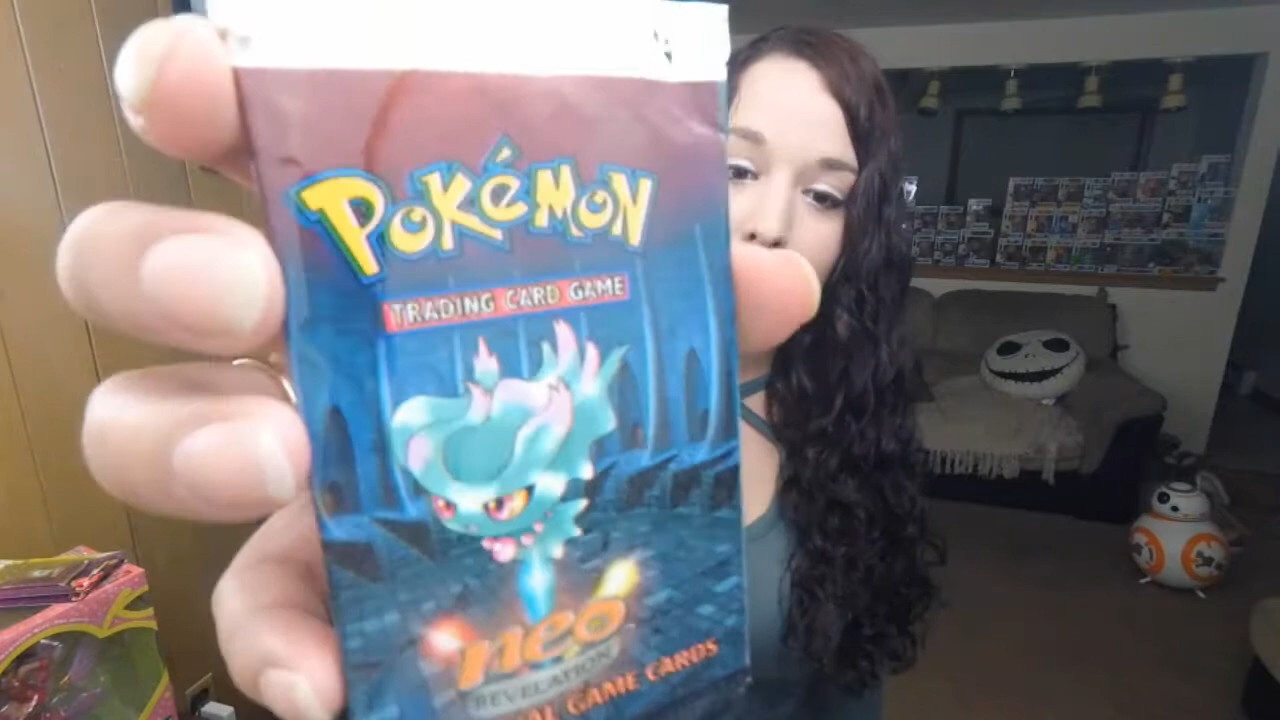 POKéMON
TRADING CARD GAME
neo
REVELATION
AL GAME CARDS